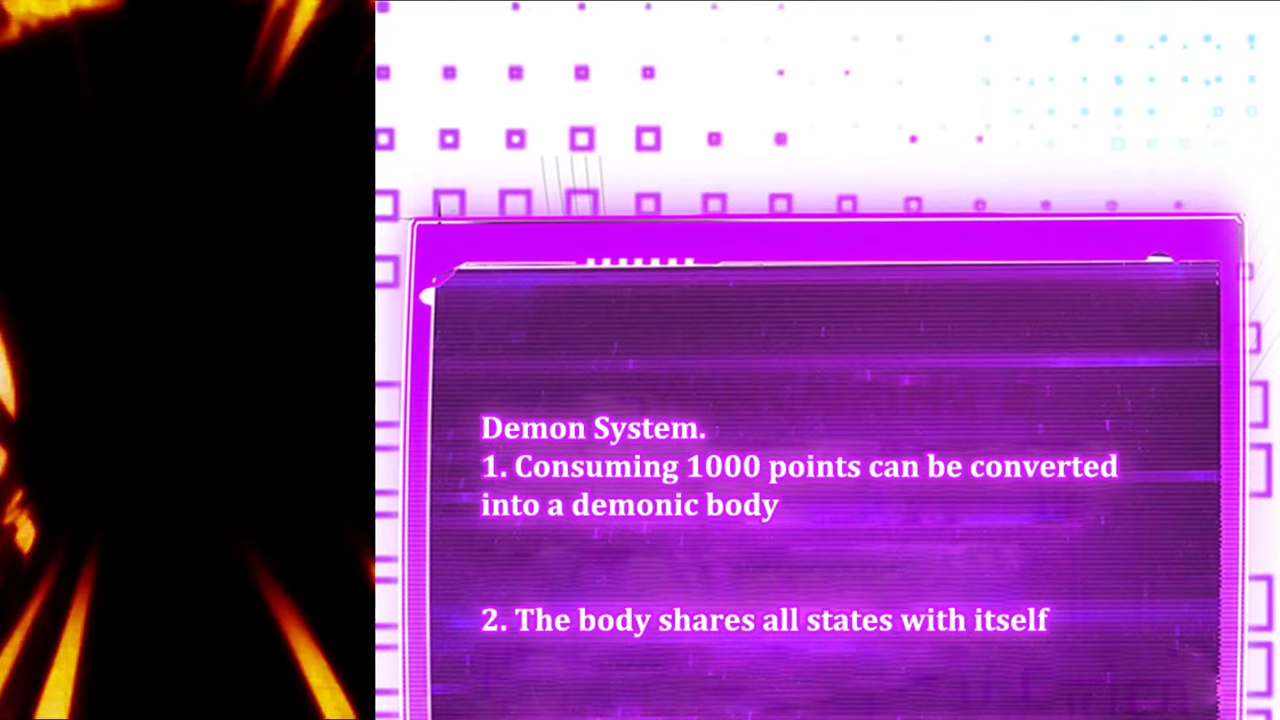 Demon System.
1. Consuming 1000 points can be converted
into a demonic body
2. The body shares all states with itself